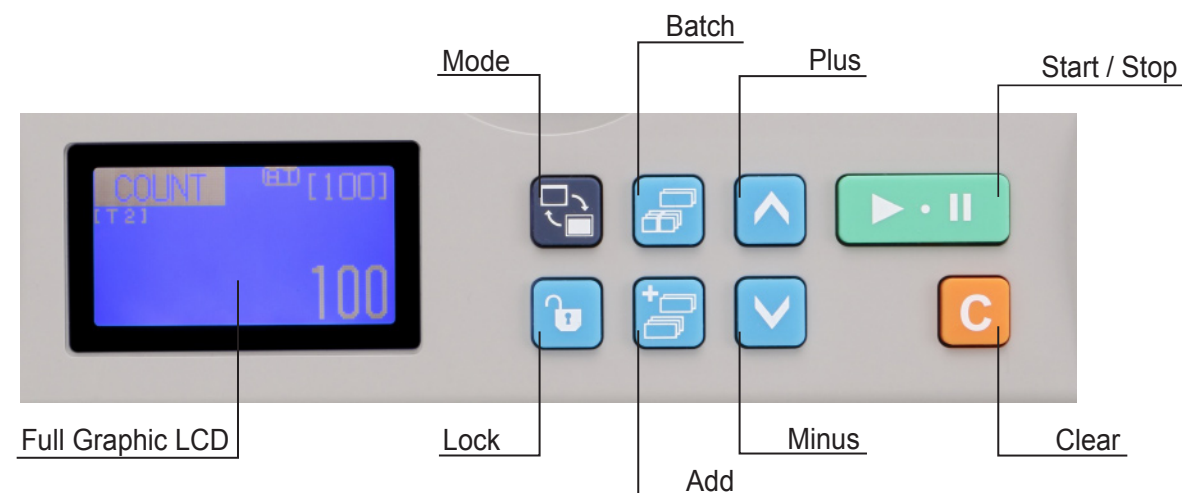 Batch
Mode
Plus
Start / Stop
COUNT
[100]
[T2]
100
C
Full Graphic LCD
Lock
Minus
Clear
Add